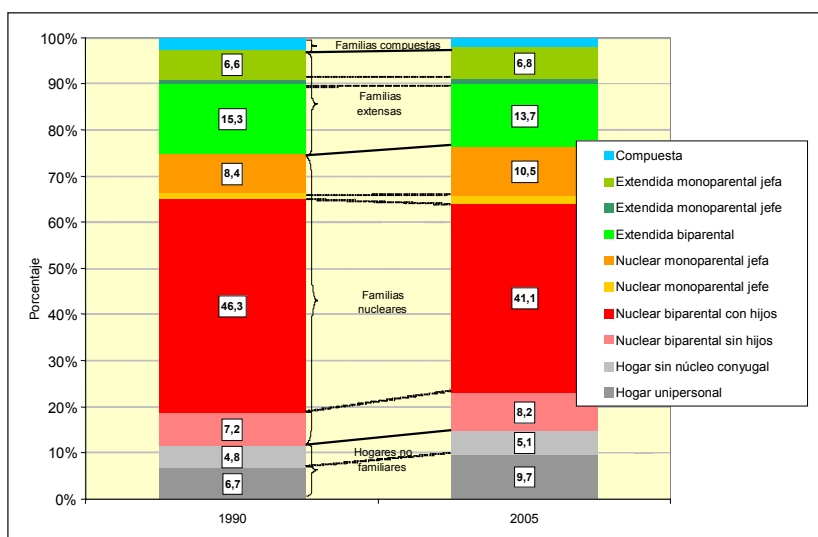 100%
90%
80%
70%
60%
50%
40%
30%
20%
10%
0%
Porcentaje
6,6
15,3
8,4
46,3
7,2
4,8
6,7
1990
Familias compuestas
Familias
extensas
Familias
nucleares
Hogares no
familiares
6,8
13,7
10,5
41,1
8,2
5,1
9,7
2005
Compuesta
Extendida monoparental jefa
Extendida monoparental jefe
Extendida biparental
Nuclear monoparental jefa
Nuclear monoparental jefe
Nuclear biparental con hijos
Nuclear biparental sin hijos
Hogar sin núcleo conyugal
Hogar unipersonal